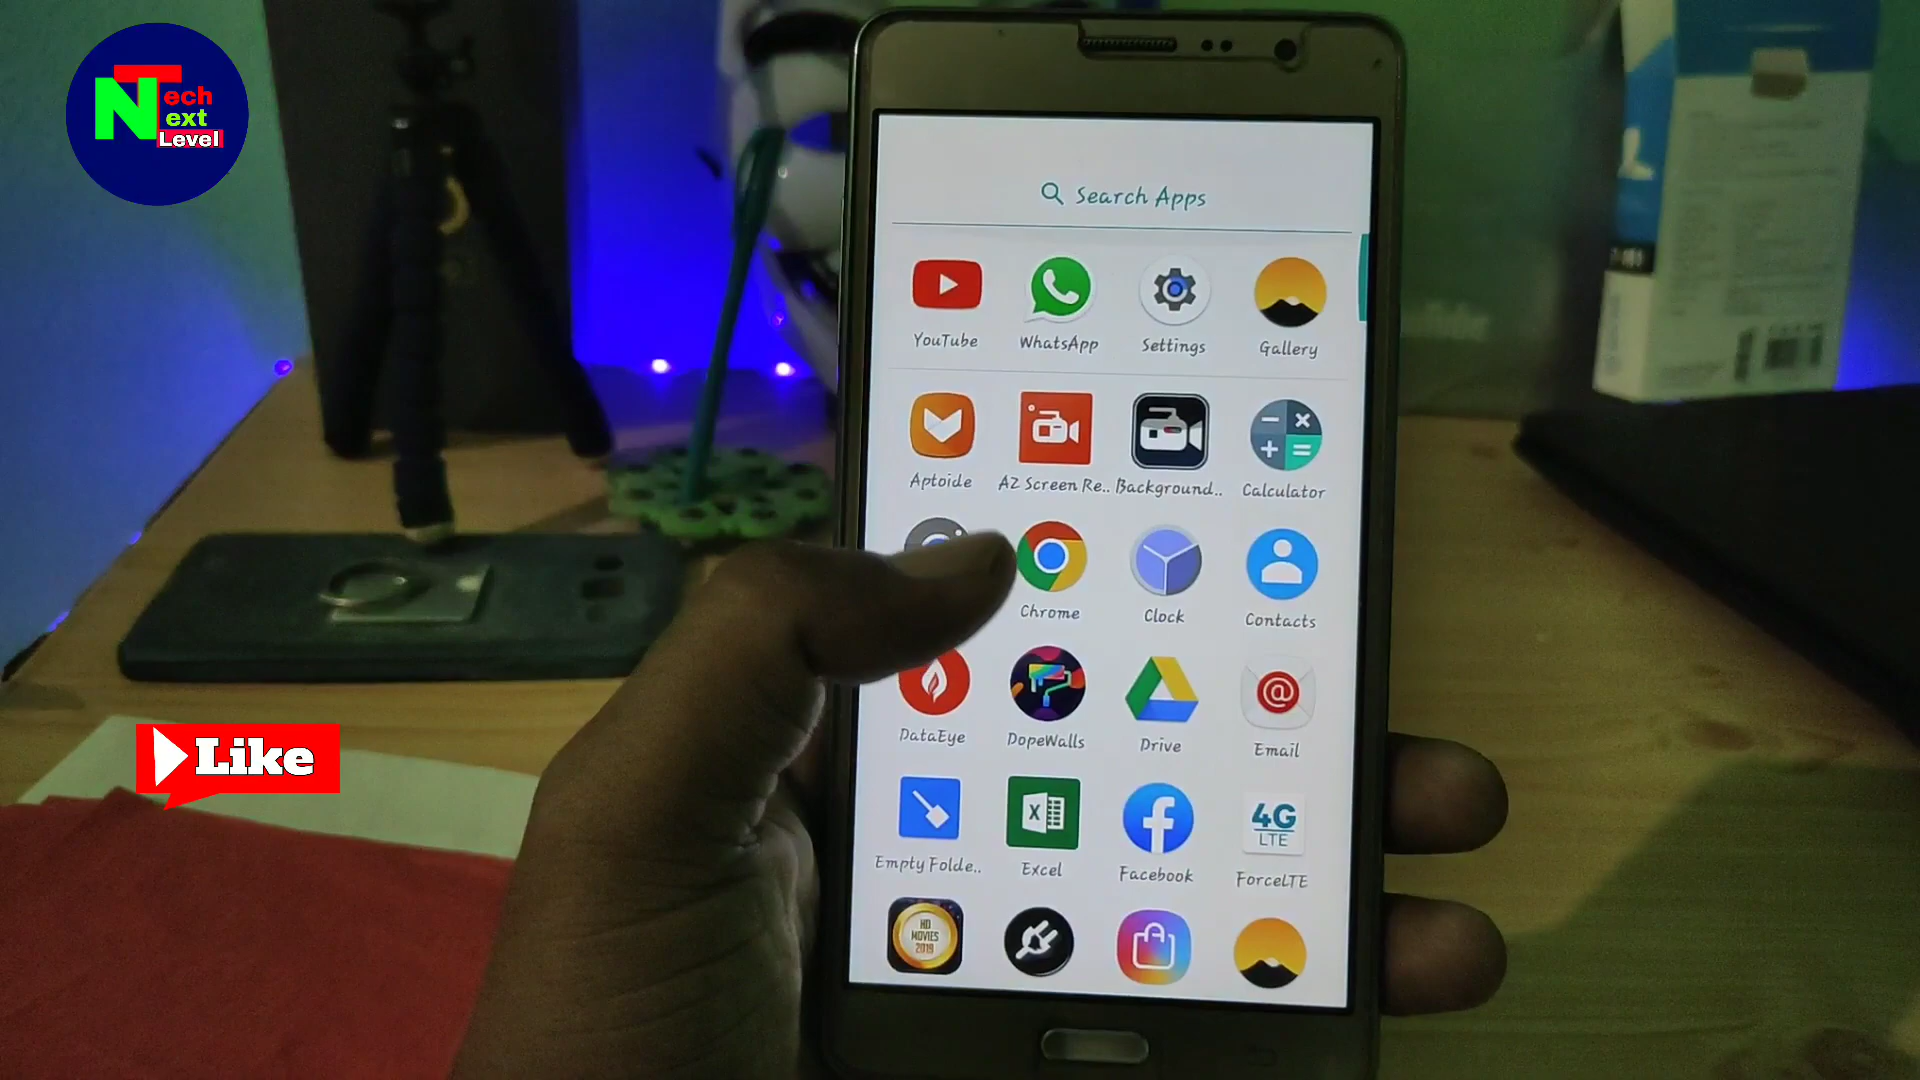 Tech
Next
Level
Search Apps
YouTube
WhatsApp
Settings
Gallery
Aptoide
AZ Screen Re..
Background..
Calculator
Chrome
Clock
Contacts
DataEye
DopeWalls
Drive
Email
4G
LTE
Empty Folde..
Excel
Facebook
ForceLTE
HD
MOVIES
2019
Like